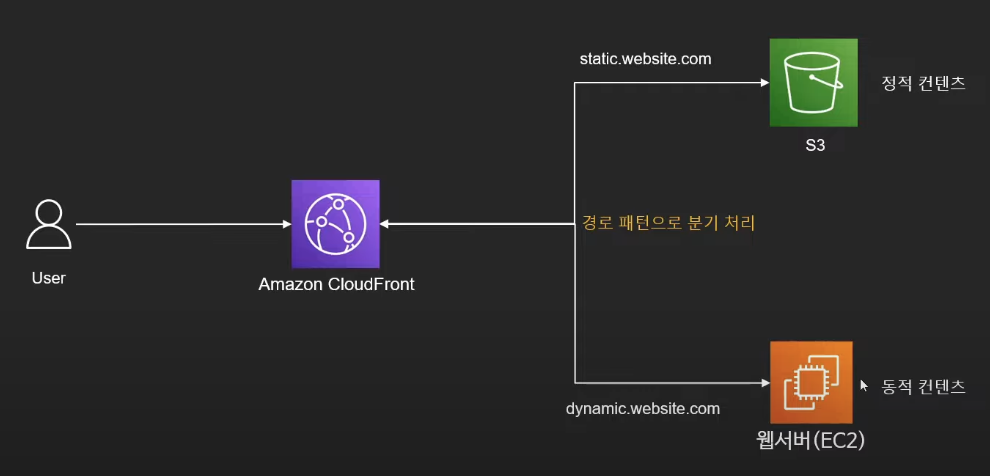 static.website.com
정적 컨텐츠
S3
경로 패턴으로 분기 처리
User
Amazon CloudFront
동적 컨텐츠
dynamic.website.com
웹서버(EC2)